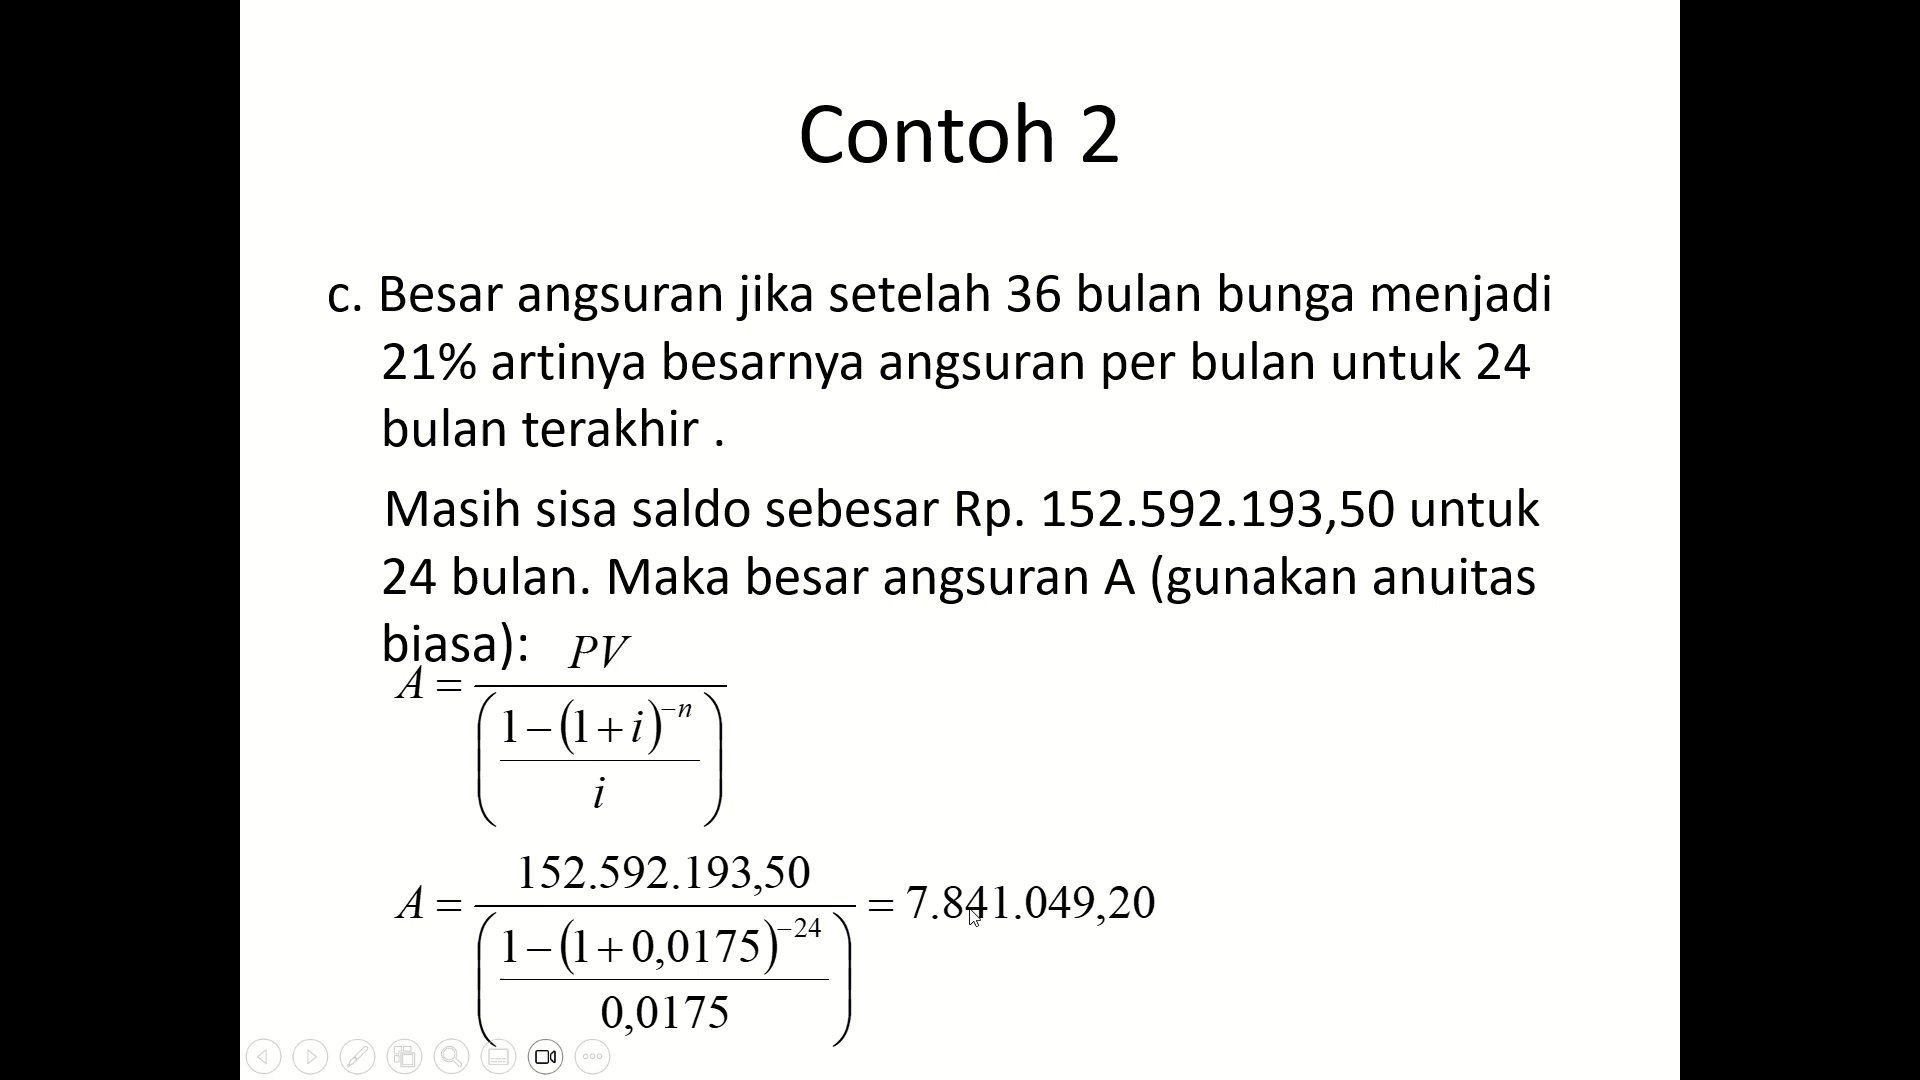 Contoh 2
c. Besar angsuran jika setelah 36 bulan bunga menjadi
21% artinya besarnya angsuran per bulan untuk 24
bulan terakhir .
Masih sisa saldo sebesar Rp. 152.592.193,50 untuk
24 bulan. Maka besar angsuran A (gunakan anuitas
biasa):
A = PV / ((1−(1+i)^−n) / i)
A = 152.592.193,50 / ((1−(1+0,0175)^−24) / 0,0175) = 7.841.049,20